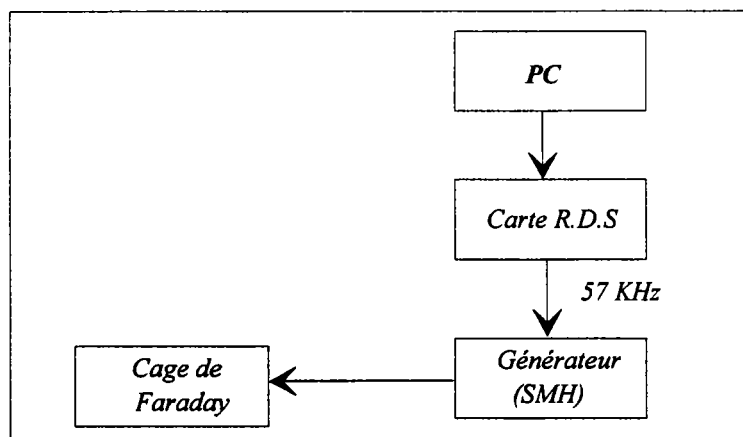 PC
Carte R.D.S
57 KHz
Générateur
(SMH)
Cage de
Faraday